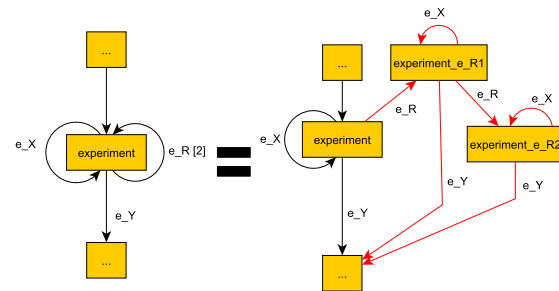 ...
e_X
experiment
e_R [2]
e_Y
...
...
e_X
experiment_e_R1
e_R
e_X
e_R
e_X
experiment
experiment_e_R2
e_Y
e_Y
e_Y
...